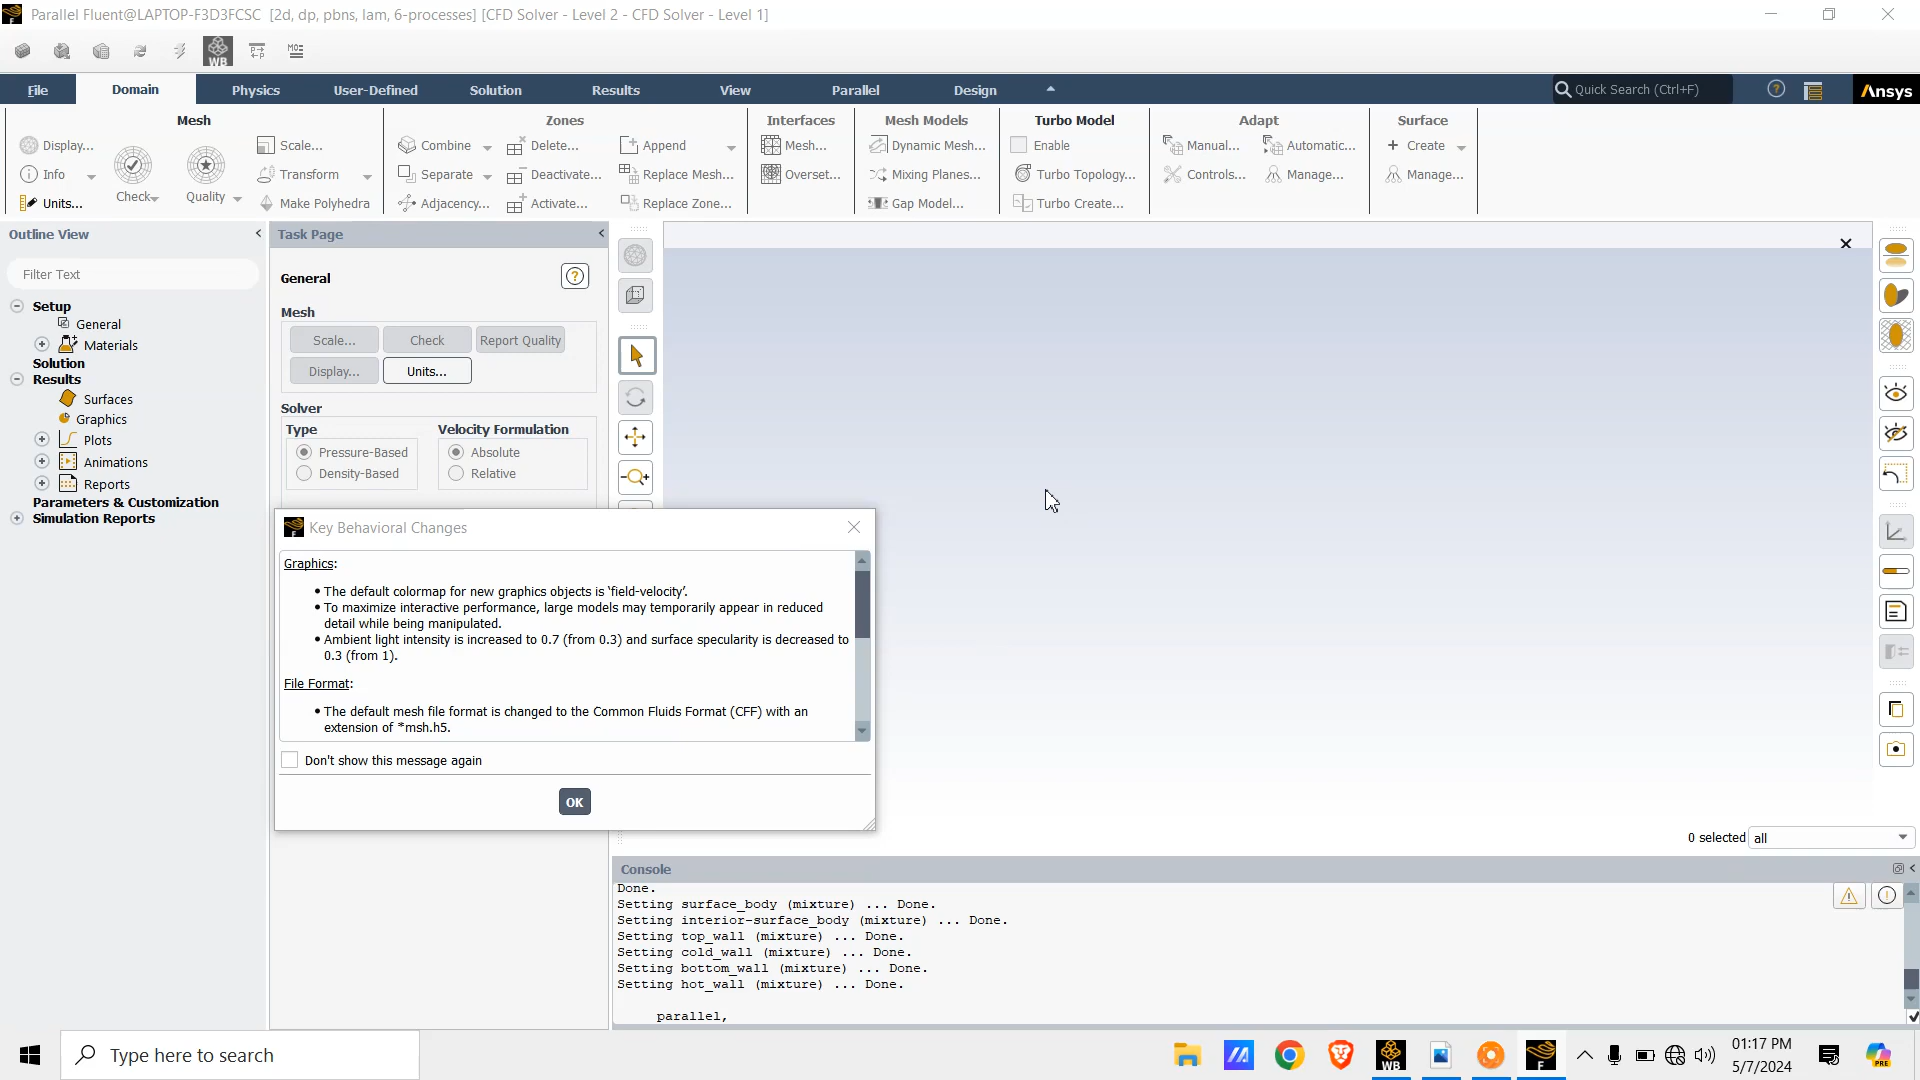 Parallel Fluent@LAPTOP-F3D3FCSC [2d, dp, pbns, lam, 6-processes] [CFD Solver - Level 2 - CFD Solver - Level 1]
WB
File Domain Physics User-Defined Solution Results View Parallel Design Quick Search (Ctrl+F) Ansys
Mesh
Display...
Info
Units...
Check
Quality
Scale...
Transform
Make Polyhedra
Zones
Combine
Separate
Adjacency...
Delete...
Deactivate...
Activate...
Append
Replace Mesh...
Replace Zone...
Interfaces
Mesh...
Overset...
Mesh Models
Dynamic Mesh...
Mixing Planes...
Gap Model...
Turbo Model
Enable
Turbo Topology...
Turbo Create...
Adapt
Manual...
Controls...
Automatic...
Manage...
Surface
Create
Manage...
Outline View
Filter Text
Setup
General
Materials
Solution
Results
Surfaces
Graphics
Plots
Animations
Reports
Parameters & Customization
Simulation Reports
Task Page
General
Mesh
Scale... Check Report Quality
Display... Units...
Solver
Type
Pressure-Based
Density-Based
Velocity Formulation
Absolute
Relative
Key Behavioral Changes
Graphics:
• The default colormap for new graphics objects is ‘field-velocity’.
• To maximize interactive performance, large models may temporarily appear in reduced
detail while being manipulated.
• Ambient light intensity is increased to 0.7 (from 0.3) and surface specularity is decreased to
0.3 (from 1).
File Format:
• The default mesh file format is changed to the Common Fluids Format (CFF) with an
extension of *msh.h5.
Don't show this message again
OK
0 selected all
Console
Done.
Setting surface_body (mixture) ... Done.
Setting interior-surface_body (mixture) ... Done.
Setting top_wall (mixture) ... Done.
Setting cold_wall (mixture) ... Done.
Setting bottom_wall (mixture) ... Done.
Setting hot_wall (mixture) ... Done.
parallel,
Type here to search
WB
F
01:17 PM
5/7/2024
PRE